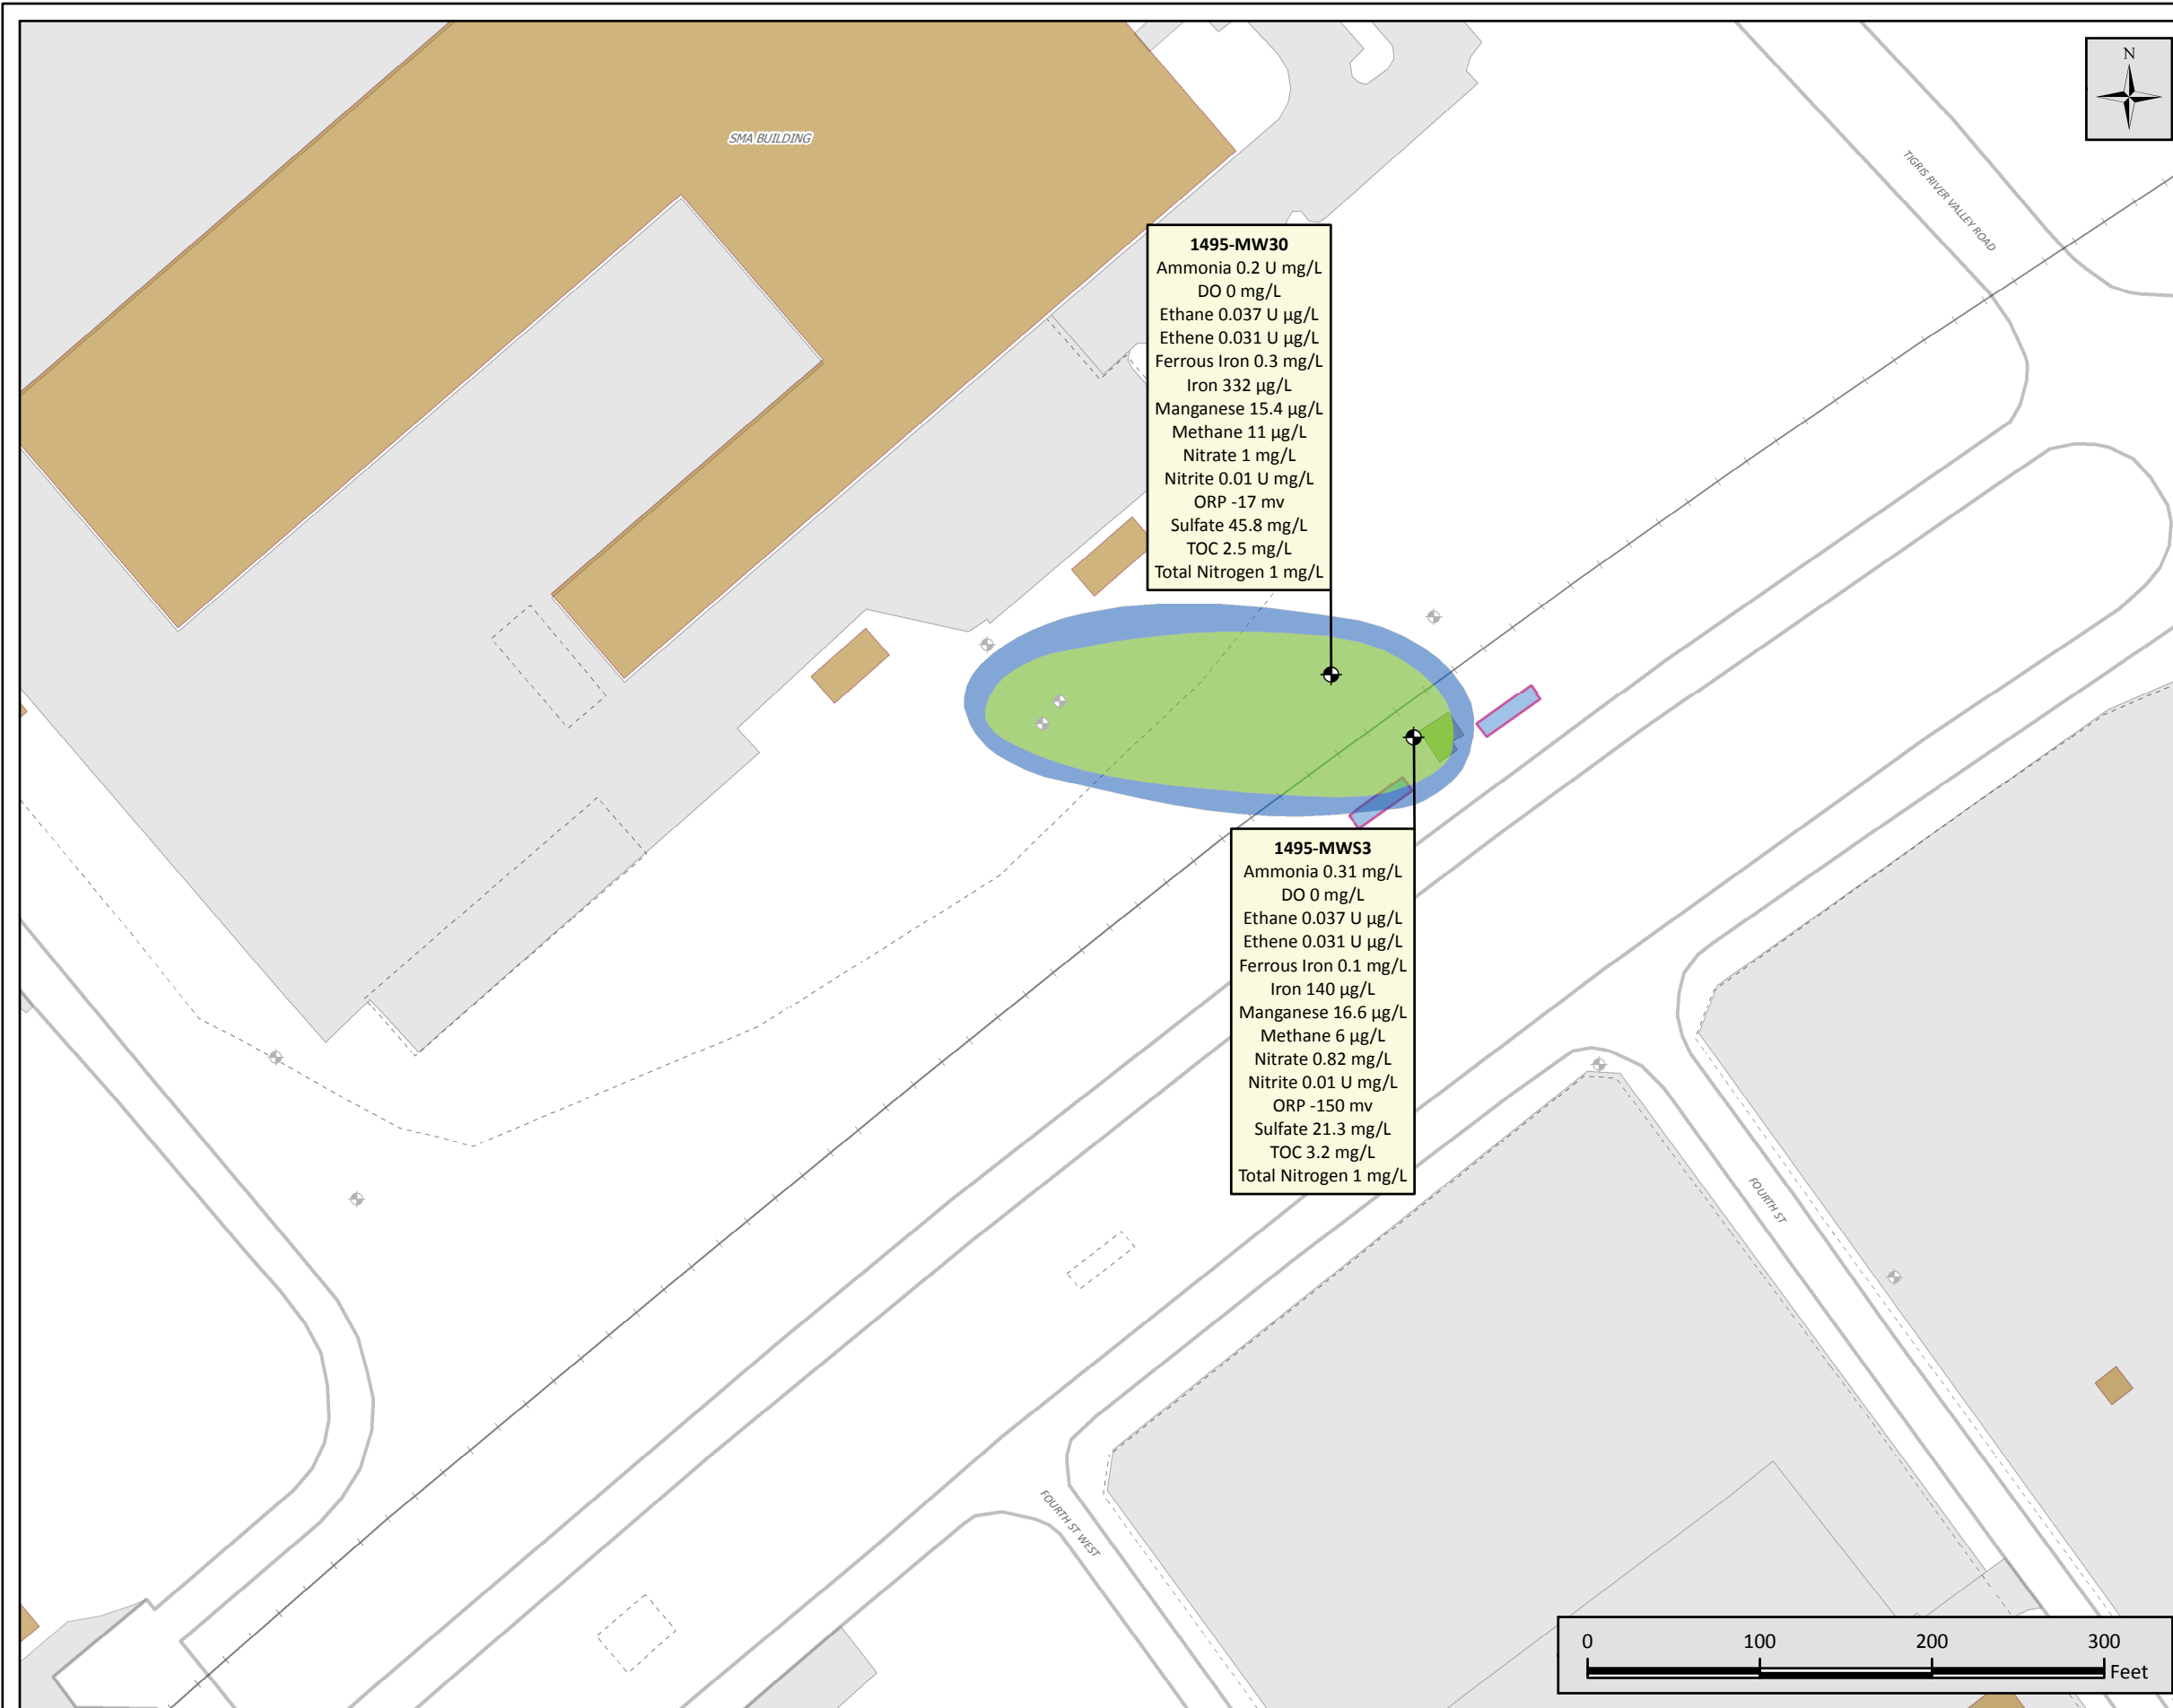 N
SMA BUILDING
TIGRIS RIVER VALLEY ROAD
1495-MW30
Ammonia 0.2 U mg/L
DO 0 mg/L
Ethane 0.037 U µg/L
Ethene 0.031 U µg/L
Ferrous Iron 0.3 mg/L
Iron 332 µg/L
Manganese 15.4 µg/L
Methane 11 µg/L
Nitrate 1 mg/L
Nitrite 0.01 U mg/L
ORP -17 mv
Sulfate 45.8 mg/L
TOC 2.5 mg/L
Total Nitrogen 1 mg/L
1495-MWS3
Ammonia 0.31 mg/L
DO 0 mg/L
Ethane 0.037 U µg/L
Ethene 0.031 U µg/L
Ferrous Iron 0.1 mg/L
Iron 140 µg/L
Manganese 16.6 µg/L
Methane 6 µg/L
Nitrate 0.82 mg/L
Nitrite 0.01 U mg/L
ORP -150 mv
Sulfate 21.3 mg/L
TOC 3.2 mg/L
Total Nitrogen 1 mg/L
FOURTH ST
FOURTH ST WEST
0 100 200 300
Feet